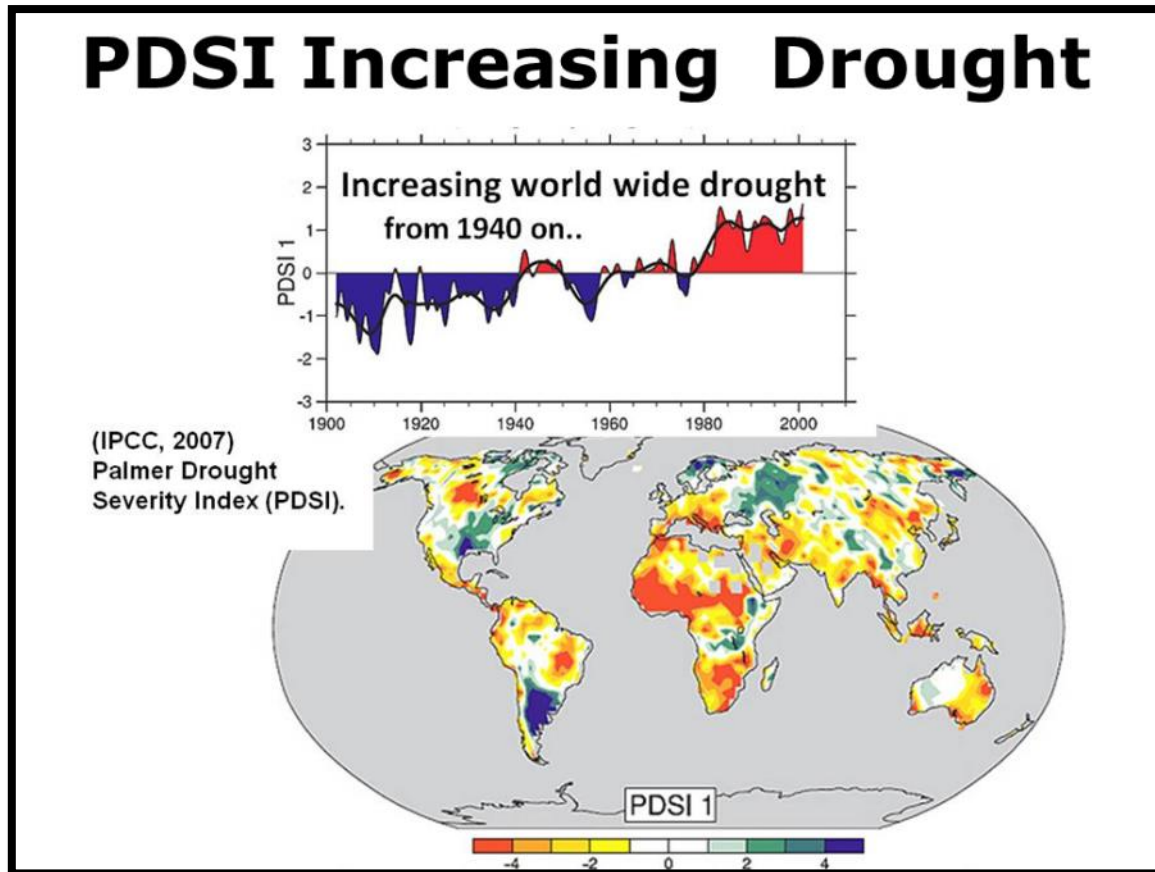 PDSI Increasing Drought
3
2
1
0
-1
-2
-3
PDSI 1
Increasing world wide drought
from 1940 on..
1900 1920 1940 1960 1980 2000
(IPCC, 2007)
Palmer Drought
Severity Index (PDSI).
PDSI 1
-4 -2 0 2 4